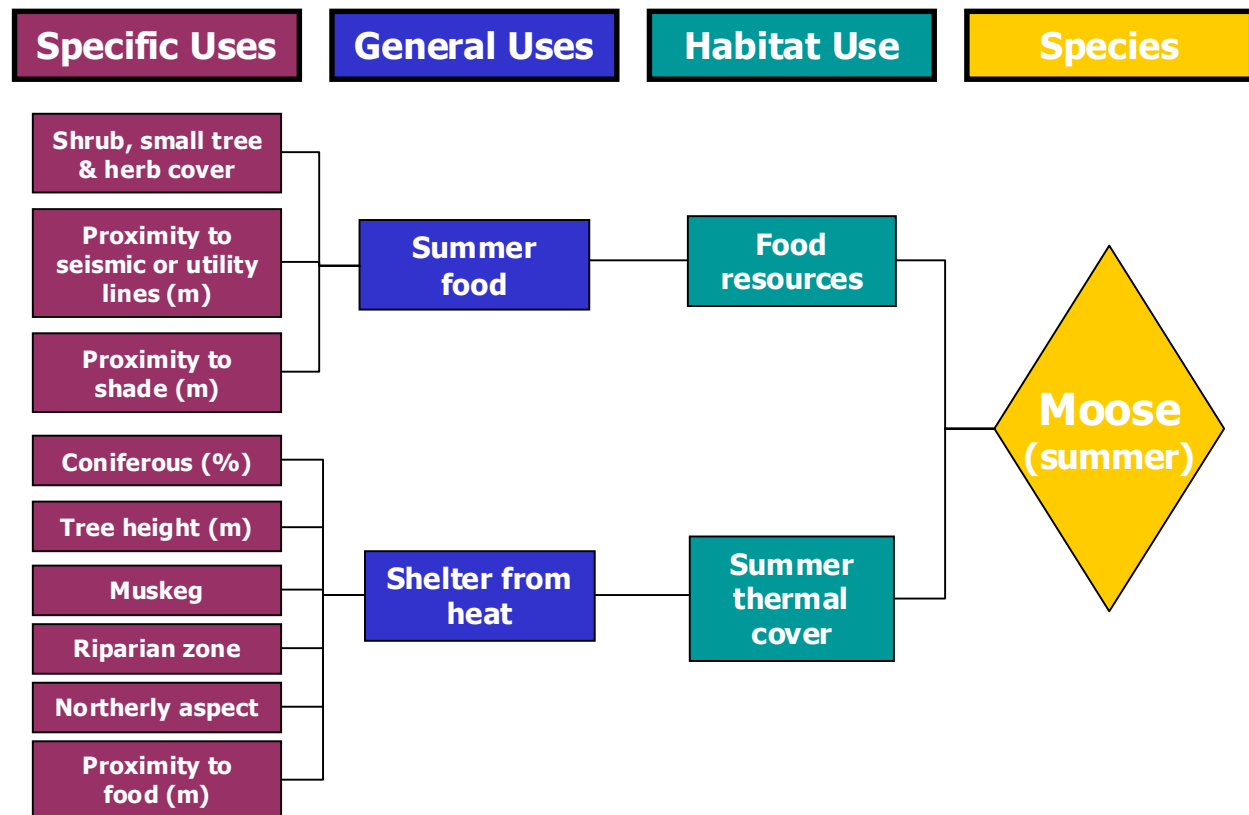 Specific Uses
General Uses
Habitat Use
Species
Shrub, small tree
& herb cover
Proximity to
seismic or utility
lines (m)
Proximity to
shade (m)
Coniferous (%)
Tree height (m)
Muskeg
Riparian zone
Northerly aspect
Proximity to
food (m)
Summer
food
Shelter from
heat
Food
resources
Summer
thermal
cover
Moose
(summer)